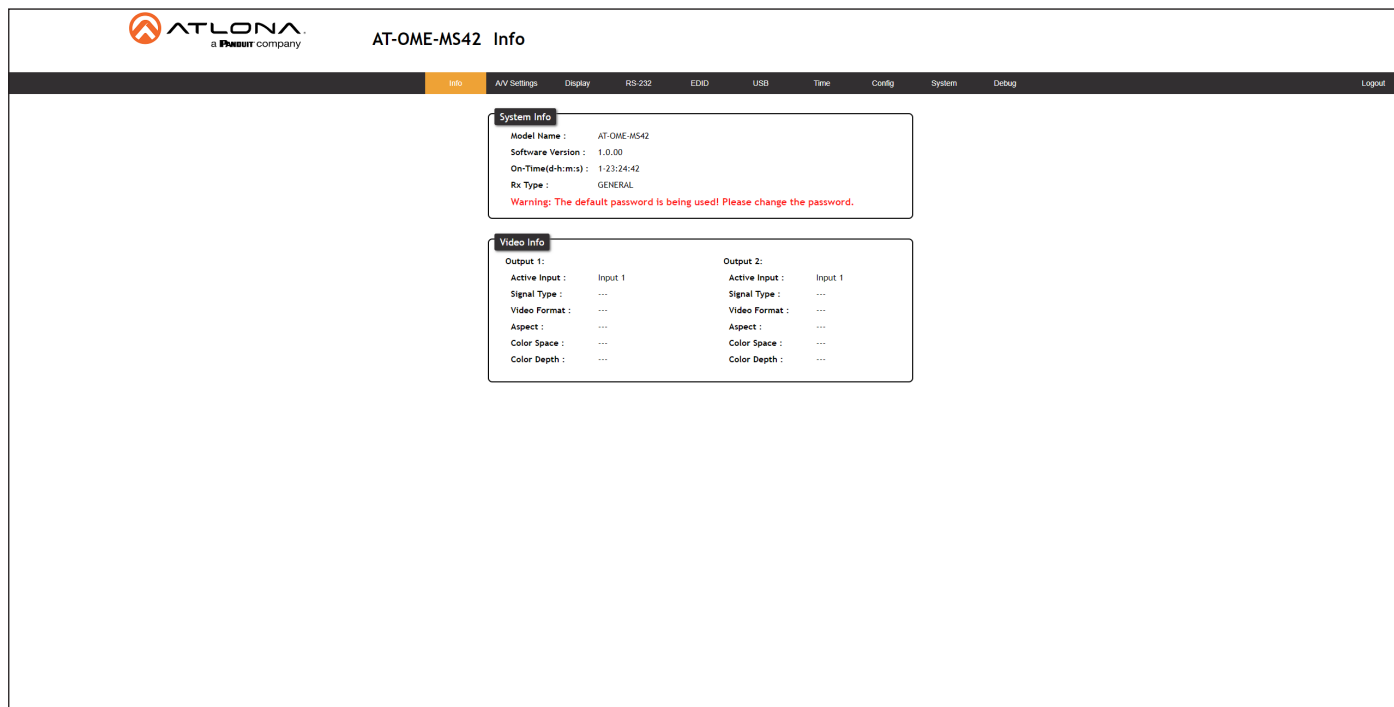 ATLONA.
a PANDUIT company
AT-OME-MS42 Info
Info A/V Settings Display RS-232 EDID USB Time Config System Debug Logout
System Info
Model Name : AT-OME-MS42
Software Version : 1.0.00
On-Time(d-h:m:s) : 1-23:24:42
Rx Type : GENERAL
Warning: The default password is being used! Please change the password.
Video Info
Output 1: Output 2:
Active Input : Input 1 Active Input : Input 1
Signal Type : --- Signal Type : ---
Video Format : --- Video Format : ---
Aspect : --- Aspect : ---
Color Space : --- Color Space : ---
Color Depth : --- Color Depth : ---